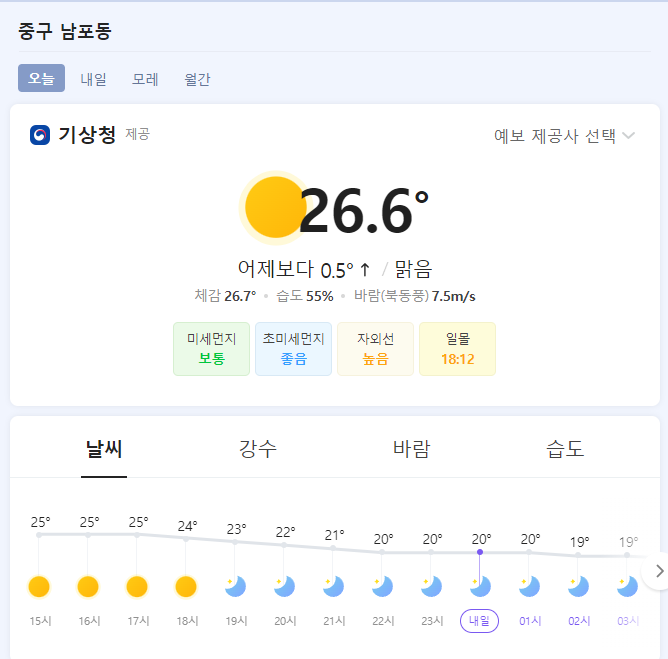 중구 남포동
오늘 내일 모레 월간
기상청 제공 예보 제공사 선택
26.6°
어제보다 0.5° ↑ / 맑음
체감 26.7° • 습도 55% • 바람(북동풍) 7.5m/s
미세먼지 초미세먼지 자외선 일몰
보통 좋음 높음 18:12
날씨 강수 바람 습도
25° 25° 25° 24° 23° 22° 21° 20° 20° 20° 20° 19° 19°
15시 16시 17시 18시 19시 20시 21시 22시 23시 내일 01시 02시 03시